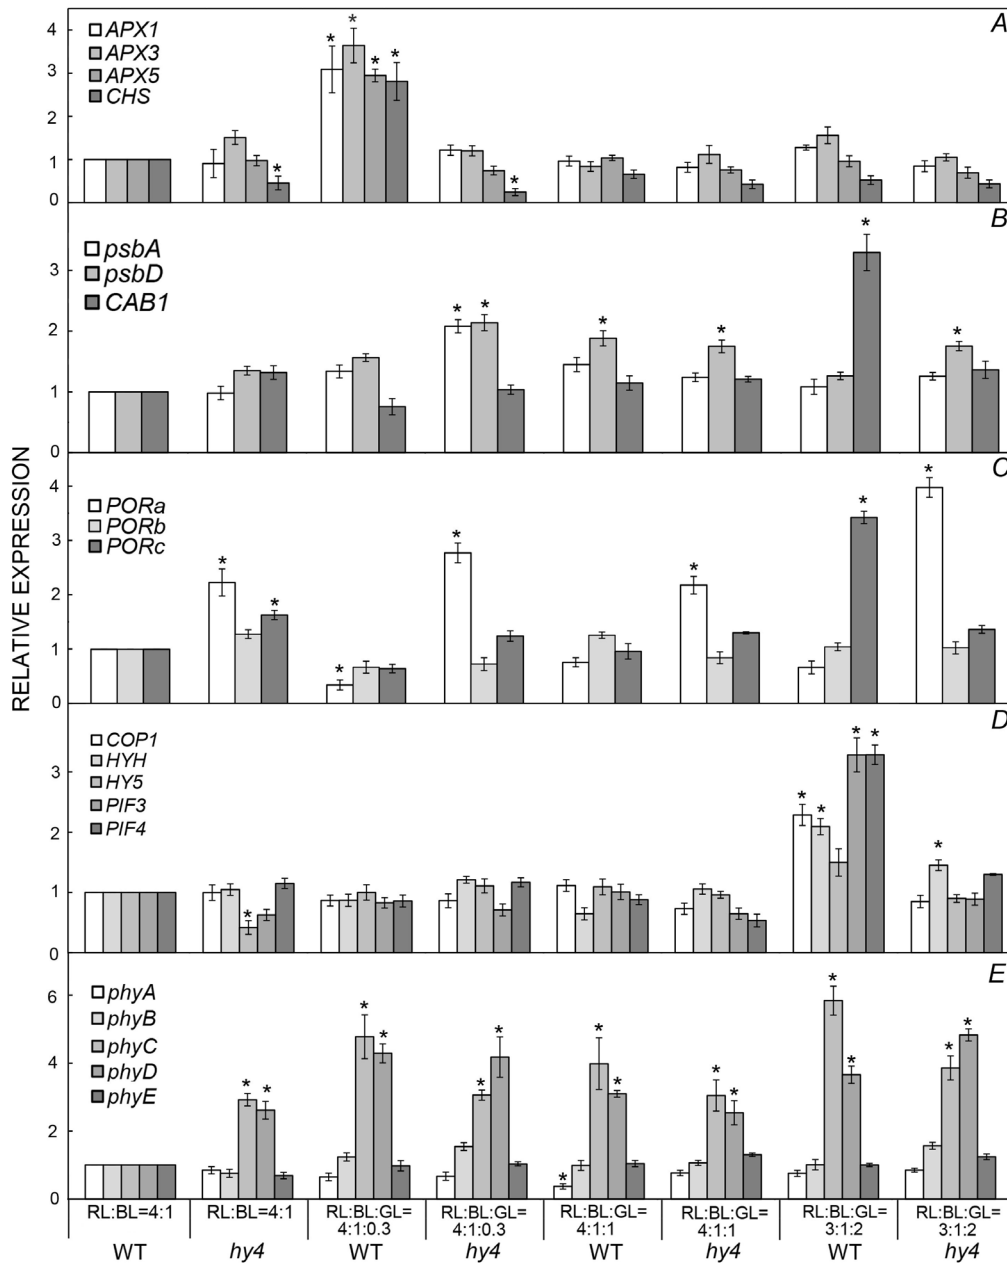 RELATIVE EXPRESSION
A
4
3
2
1
0
APX1
APX3
APX5
CHS
* * * * * *
B
3
2
1
0
psbA
psbD
CAB1
* * * * * *
C
4
3
2
1
0
PORa
PORb
PORc
* * * * * * *
D
3
2
1
0
COP1
HYH
HY5
PIF3
PIF4
* * * * * *
E
6
4
2
0
phyA
phyB
phyC
phyD
phyE
* * * * * * * * * * * * * * *
RL:BL=4:1 RL:BL=4:1 RL:BL:GL= RL:BL:GL= RL:BL:GL= RL:BL:GL= RL:BL:GL= RL:BL:GL=
4:1:0.3 4:1:0.3 4:1:1 4:1:1 3:1:2 3:1:2
WT hy4 WT hy4 WT hy4 WT hy4